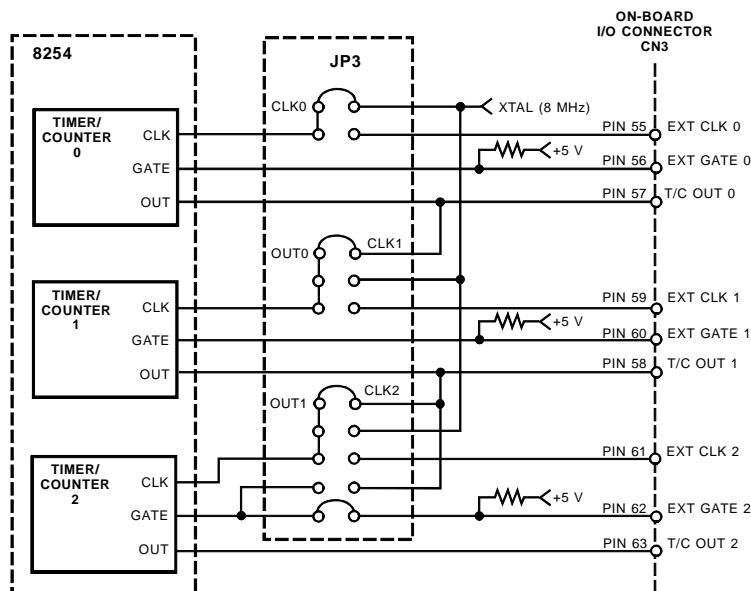 ON-BOARD
I/O CONNECTOR
CN3
8254
JP3
CLK0
XTAL (8 MHz)
TIMER/
COUNTER
0
CLK
PIN 55 EXT CLK 0
+5 V
GATE
PIN 56 EXT GATE 0
OUT
PIN 57 T/C OUT 0
OUT0
CLK1
TIMER/
COUNTER
1
CLK
PIN 59 EXT CLK 1
+5 V
GATE
PIN 60 EXT GATE 1
OUT
PIN 58 T/C OUT 1
OUT1
CLK2
TIMER/
COUNTER
2
PIN 61 EXT CLK 2
CLK
+5 V
GATE
PIN 62 EXT GATE 2
OUT
PIN 63 T/C OUT 2